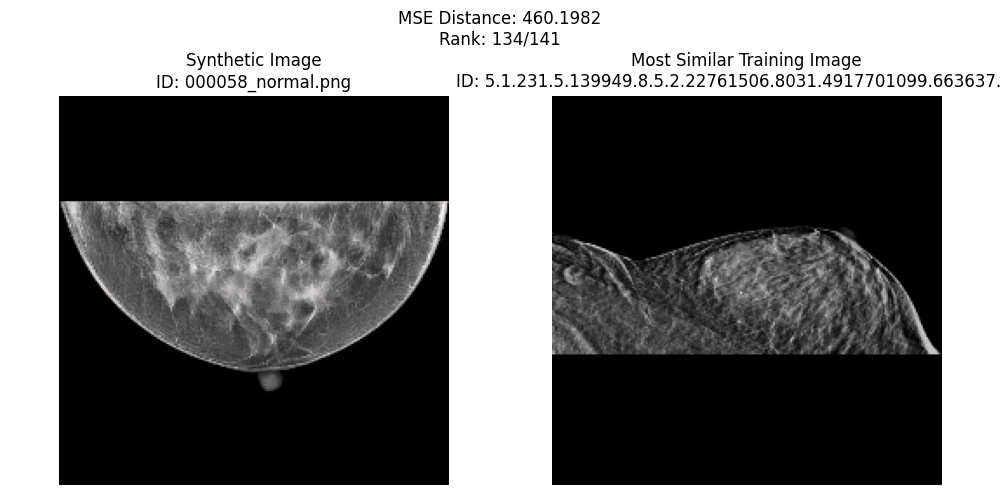 MSE Distance: 460.1982
Rank: 134/141
Synthetic Image
ID: 000058_normal.png
Most Similar Training Image
ID: 5.1.231.5.139949.8.5.2.22761506.8031.4917701099.663637.